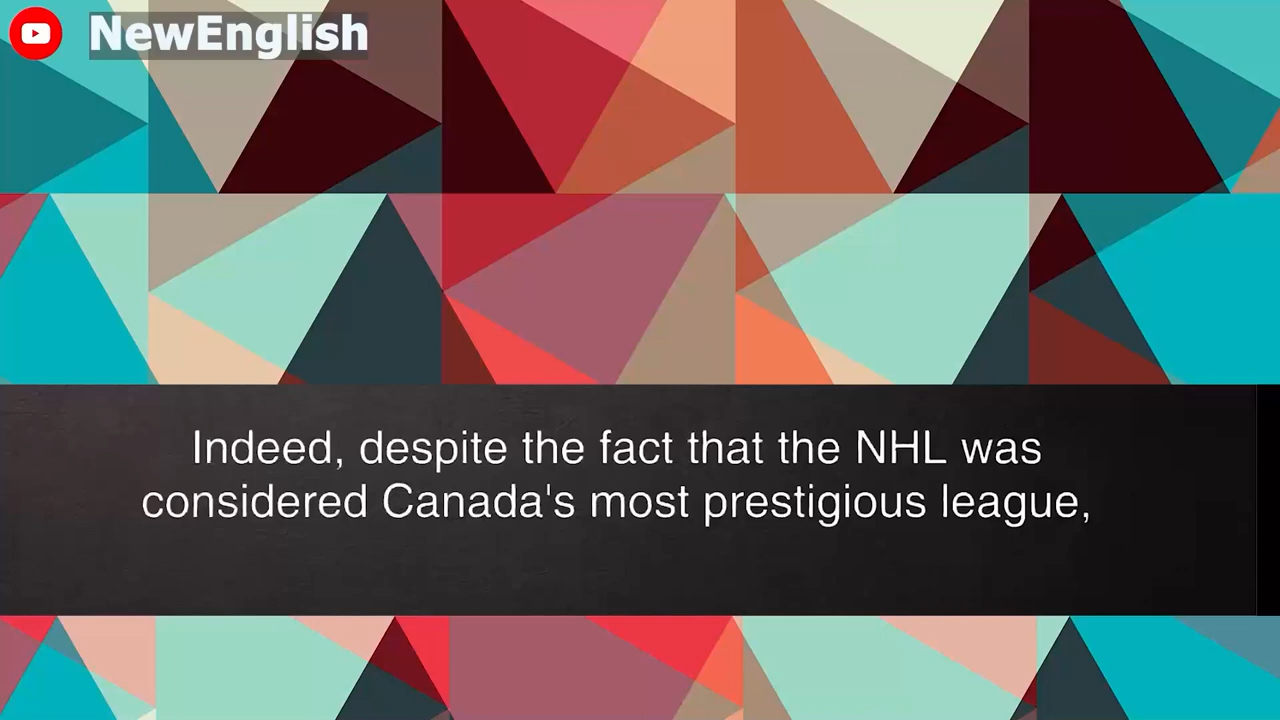 NewEnglish
Indeed, despite the fact that the NHL was
considered Canada's most prestigious league,